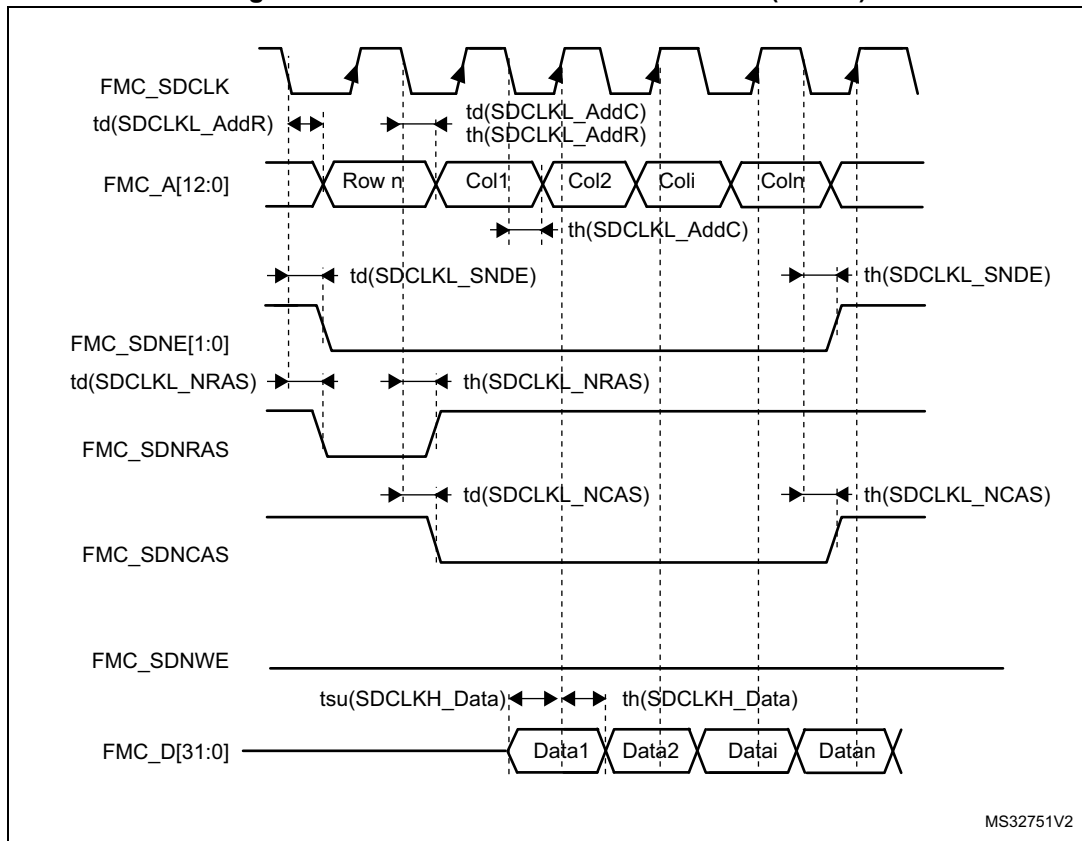 FMC_SDCLK
td(SDCLKL_AddR)
td(SDCLKL_AddC)
th(SDCLKL_AddR)
FMC_A[12:0]
Row n
Col1
Col2
Coli
Coln
th(SDCLKL_AddC)
td(SDCLKL_SNDE)
th(SDCLKL_SNDE)
FMC_SDNE[1:0]
td(SDCLKL_NRAS)
th(SDCLKL_NRAS)
FMC_SDNRAS
td(SDCLKL_NCAS)
th(SDCLKL_NCAS)
FMC_SDNCAS
FMC_SDNWE
tsu(SDCLKH_Data)
th(SDCLKH_Data)
FMC_D[31:0]
Data1
Data2
Datai
Datan
MS32751V2